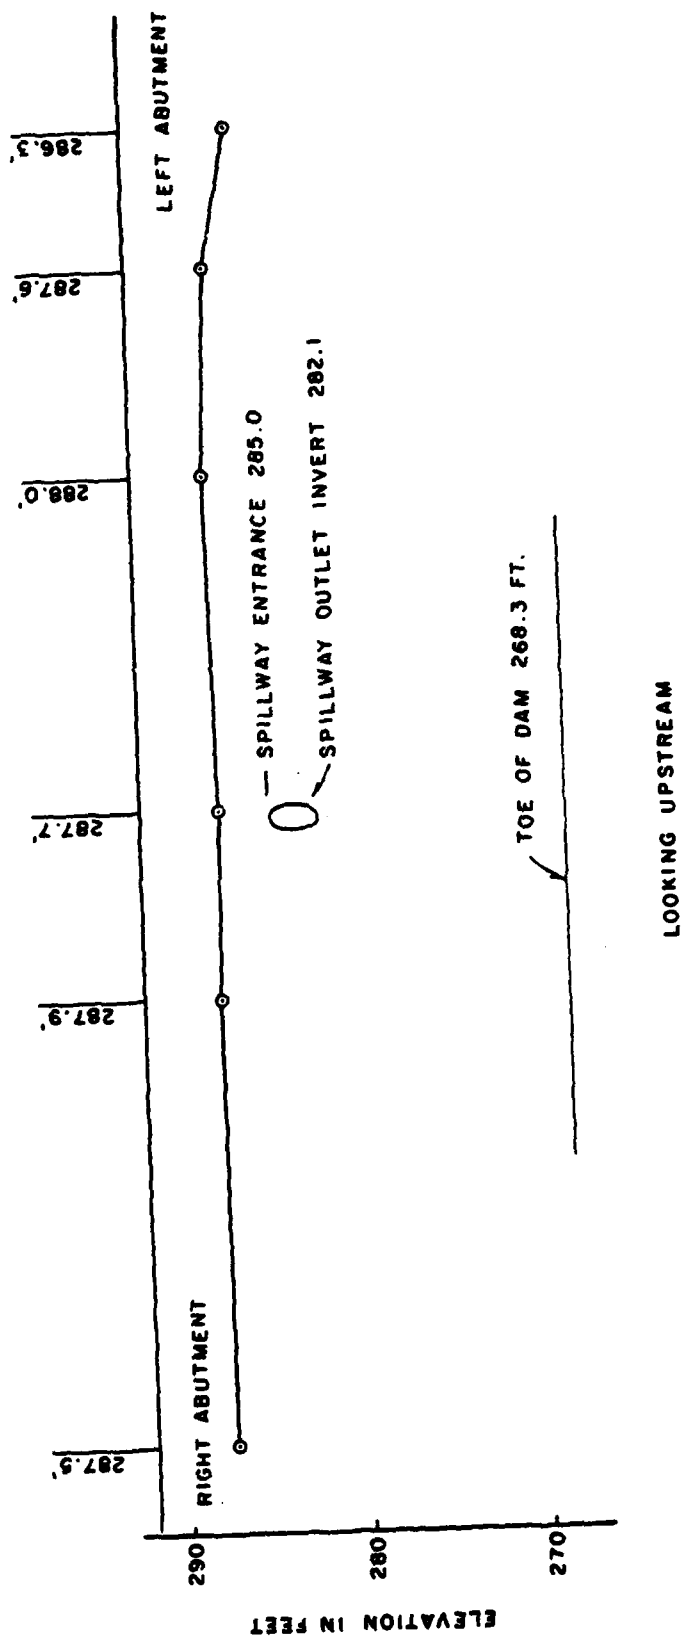 287.5'
287.9'
287.7'
288.0'
287.6'
286.3'
RIGHT ABUTMENT
LEFT ABUTMENT
SPILLWAY ENTRANCE 285.0
SPILLWAY OUTLET INVERT 282.1
TOE OF DAM 268.3 FT.
290
280
270
ELEVATION IN FEET
LOOKING UPSTREAM